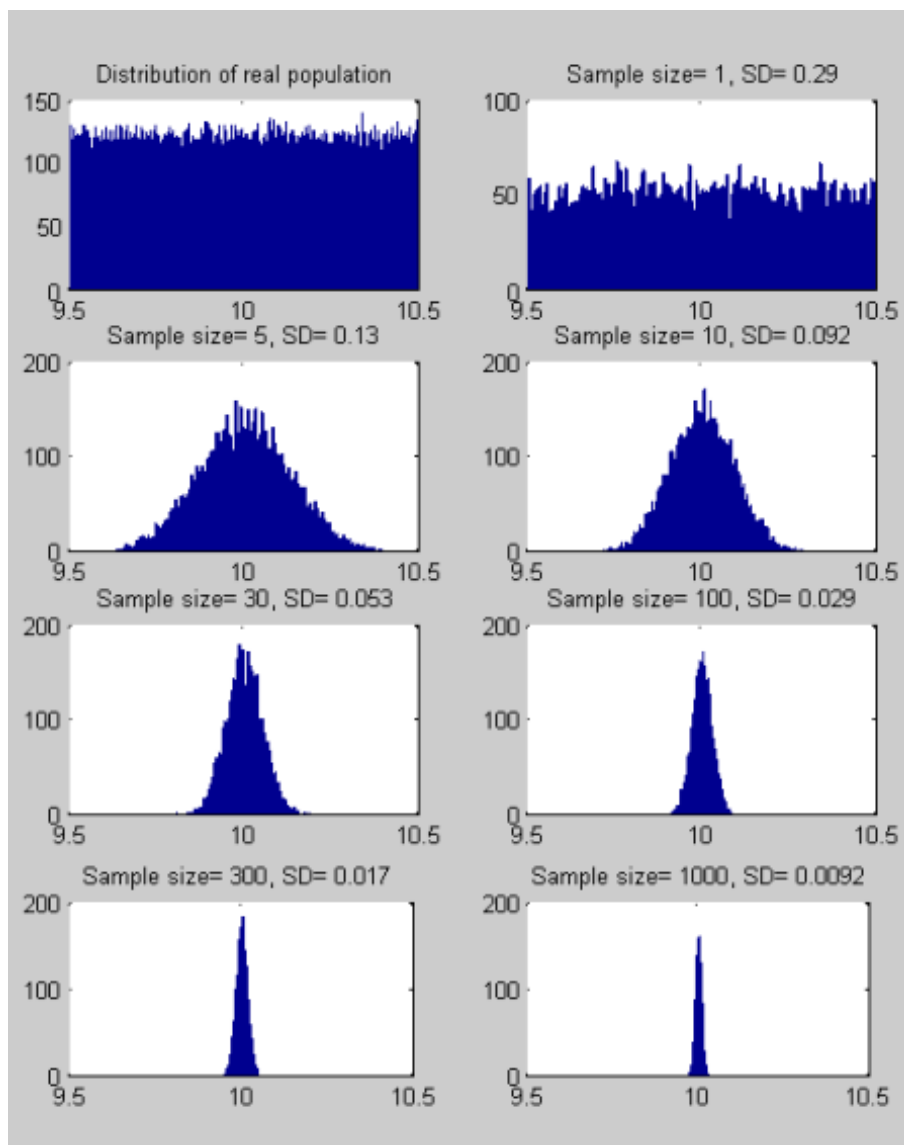 Distribution of real population
150
100
50
0
9.5 10 10.5
Sample size= 1, SD= 0.29
100
50
0
9.5 10 10.5
Sample size= 5, SD= 0.13
200
100
0
9.5 10 10.5
Sample size= 10, SD= 0.092
200
100
0
9.5 10 10.5
Sample size= 30, SD= 0.053
200
100
0
9.5 10 10.5
Sample size= 100, SD= 0.029
200
100
0
9.5 10 10.5
Sample size= 300, SD= 0.017
200
100
0
9.5 10 10.5
Sample size= 1000, SD= 0.0092
200
100
0
9.5 10 10.5